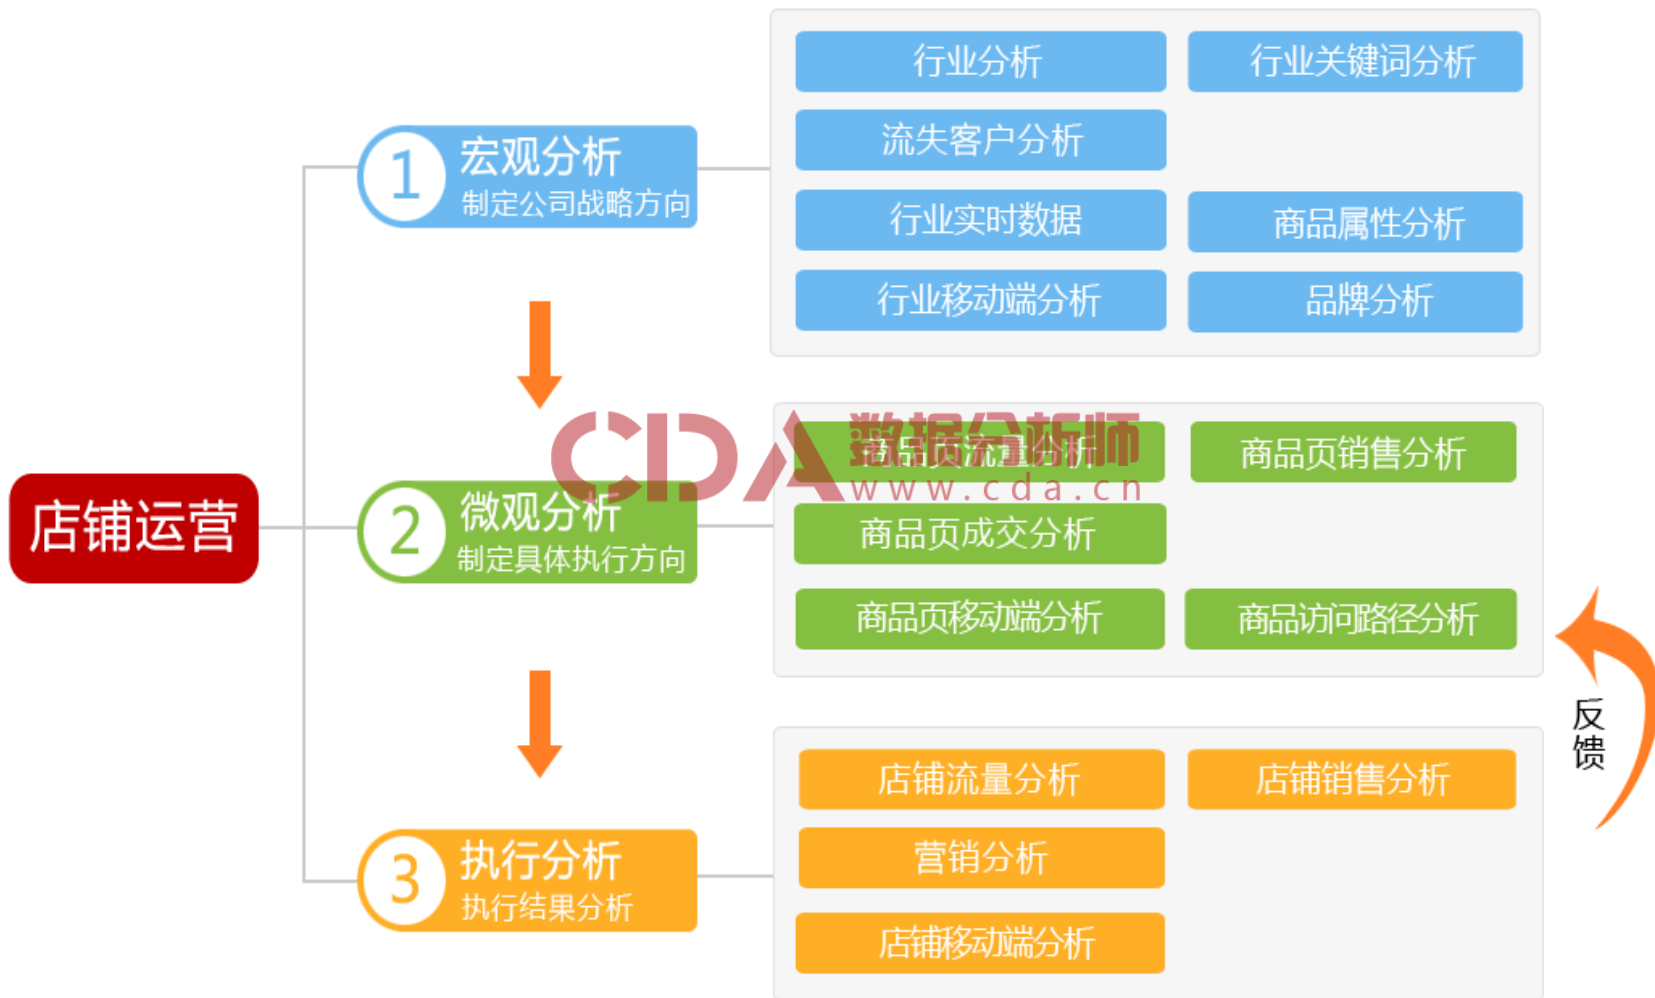 店铺运营
1
宏观分析
制定公司战略方向
行业分析
行业关键词分析
流失客户分析
行业实时数据
商品属性分析
行业移动端分析
品牌分析
2
微观分析
制定具体执行方向
商品页流量分析
商品页销售分析
商品页成交分析
商品页移动端分析
商品访问路径分析
CDA 数据分析师
www.cda.cn
反馈
3
执行分析
执行结果分析
店铺流量分析
店铺销售分析
营销分析
店铺移动端分析